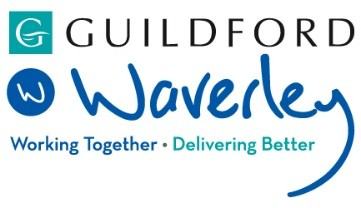 G GUILDFORD
W Waverley
Working Together • Delivering Better